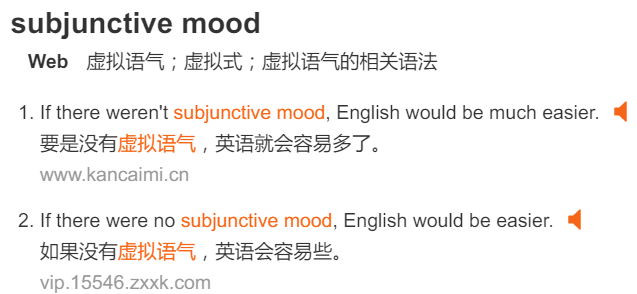 subjunctive mood
Web 虚拟语气；虚拟式；虚拟语气的相关语法
1. If there weren't subjunctive mood, English would be much easier.
要是没有虚拟语气，英语就会容易多了。
www.kancaimi.cn
2. If there were no subjunctive mood, English would be easier.
如果没有虚拟语气，英语会容易些。
vip.15546.zxxk.com